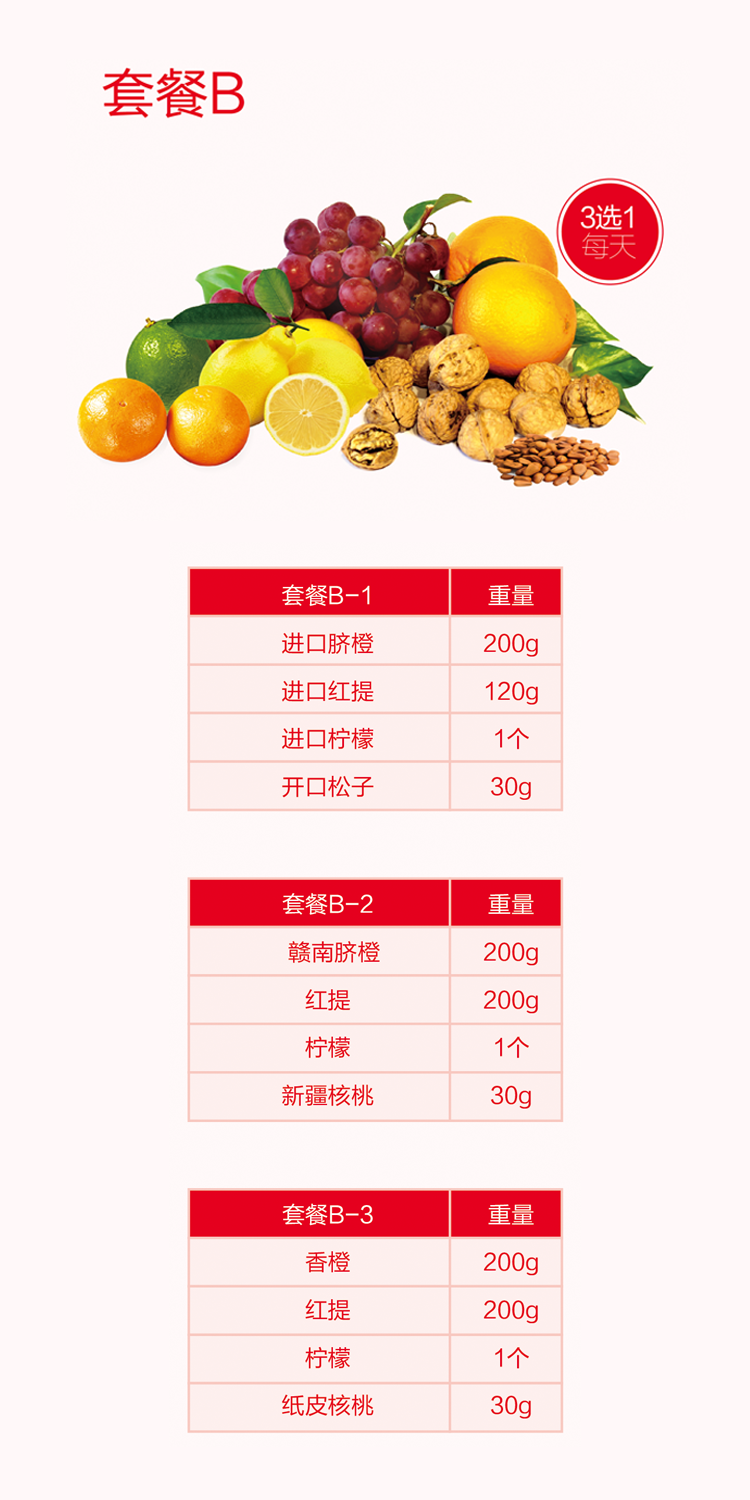 套餐B
3选1
每天
套餐B-1 重量
进口脐橙 200g
进口红提 120g
进口柠檬 1个
开口松子 30g
套餐B-2 重量
赣南脐橙 200g
红提 200g
柠檬 1个
新疆核桃 30g
套餐B-3 重量
香橙 200g
红提 200g
柠檬 1个
纸皮核桃 30g